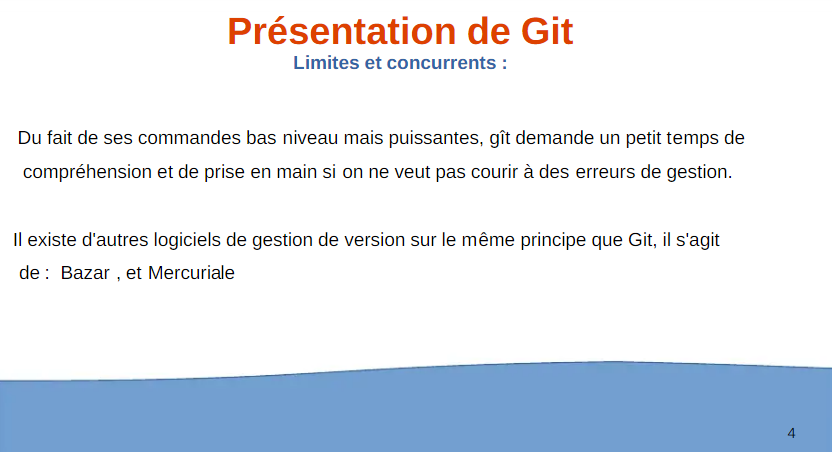 Présentation de Git
Limites et concurrents :
Du fait de ses commandes bas niveau mais puissantes, gît demande un petit temps de
compréhension et de prise en main si on ne veut pas courir à des erreurs de gestion.
Il existe d'autres logiciels de gestion de version sur le même principe que Git, il s'agit
de : Bazar , et Mercuriale
4